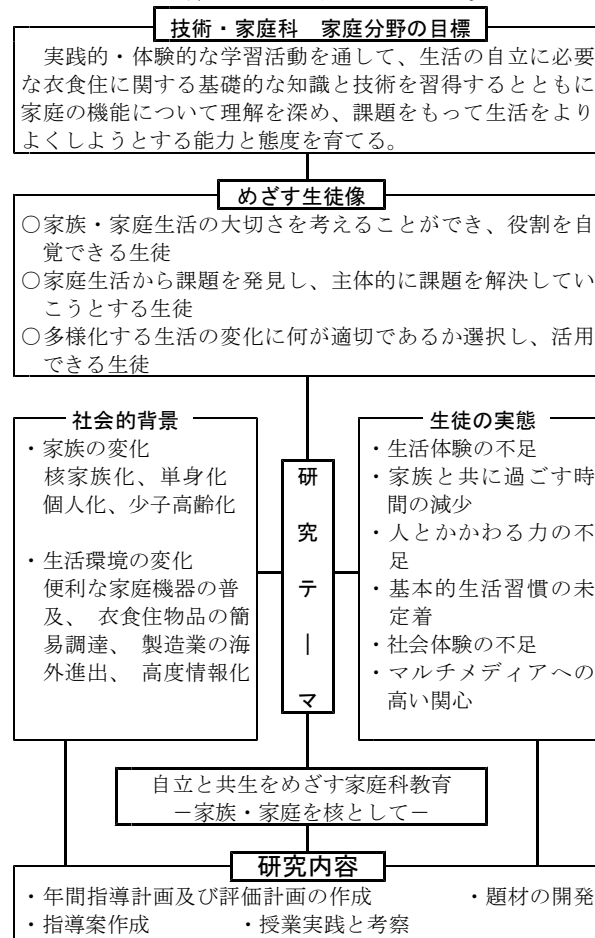 技術・家庭科　家庭分野の目標
実践的・体験的な学習活動を通して、生活の自立に必要
な衣食住に関する基礎的な知識と技術を習得するとともに
家庭の機能について理解を深め、課題をもって生活をより
よくしようとする能力と態度を育てる。
めざす生徒像
○家族・家庭生活の大切さを考えることができ、役割を自
覚できる生徒
○家庭生活から課題を発見し、主体的に課題を解決してい
こうとする生徒
○多様化する生活の変化に何が適切であるか選択し、活用
できる生徒
社会的背景
・家族の変化
核家族化、単身化
個人化、少子高齢化
・生活環境の変化
便利な家庭機器の普
及、 衣食住物品の簡
易調達、 製造業の海
外進出、 高度情報化
研究テーマ
生徒の実態
・生活体験の不足
・家族と共に過ごす時
間の減少
・人とかかわる力の不
足
・基本的生活習慣の未
定着
・社会体験の不足
・マルチメディアへの
高い関心
自立と共生をめざす家庭科教育
－家族・家庭を核として－
研究内容
・年間指導計画及び評価計画の作成　　・題材の開発
・指導案作成　　・授業実践と考察